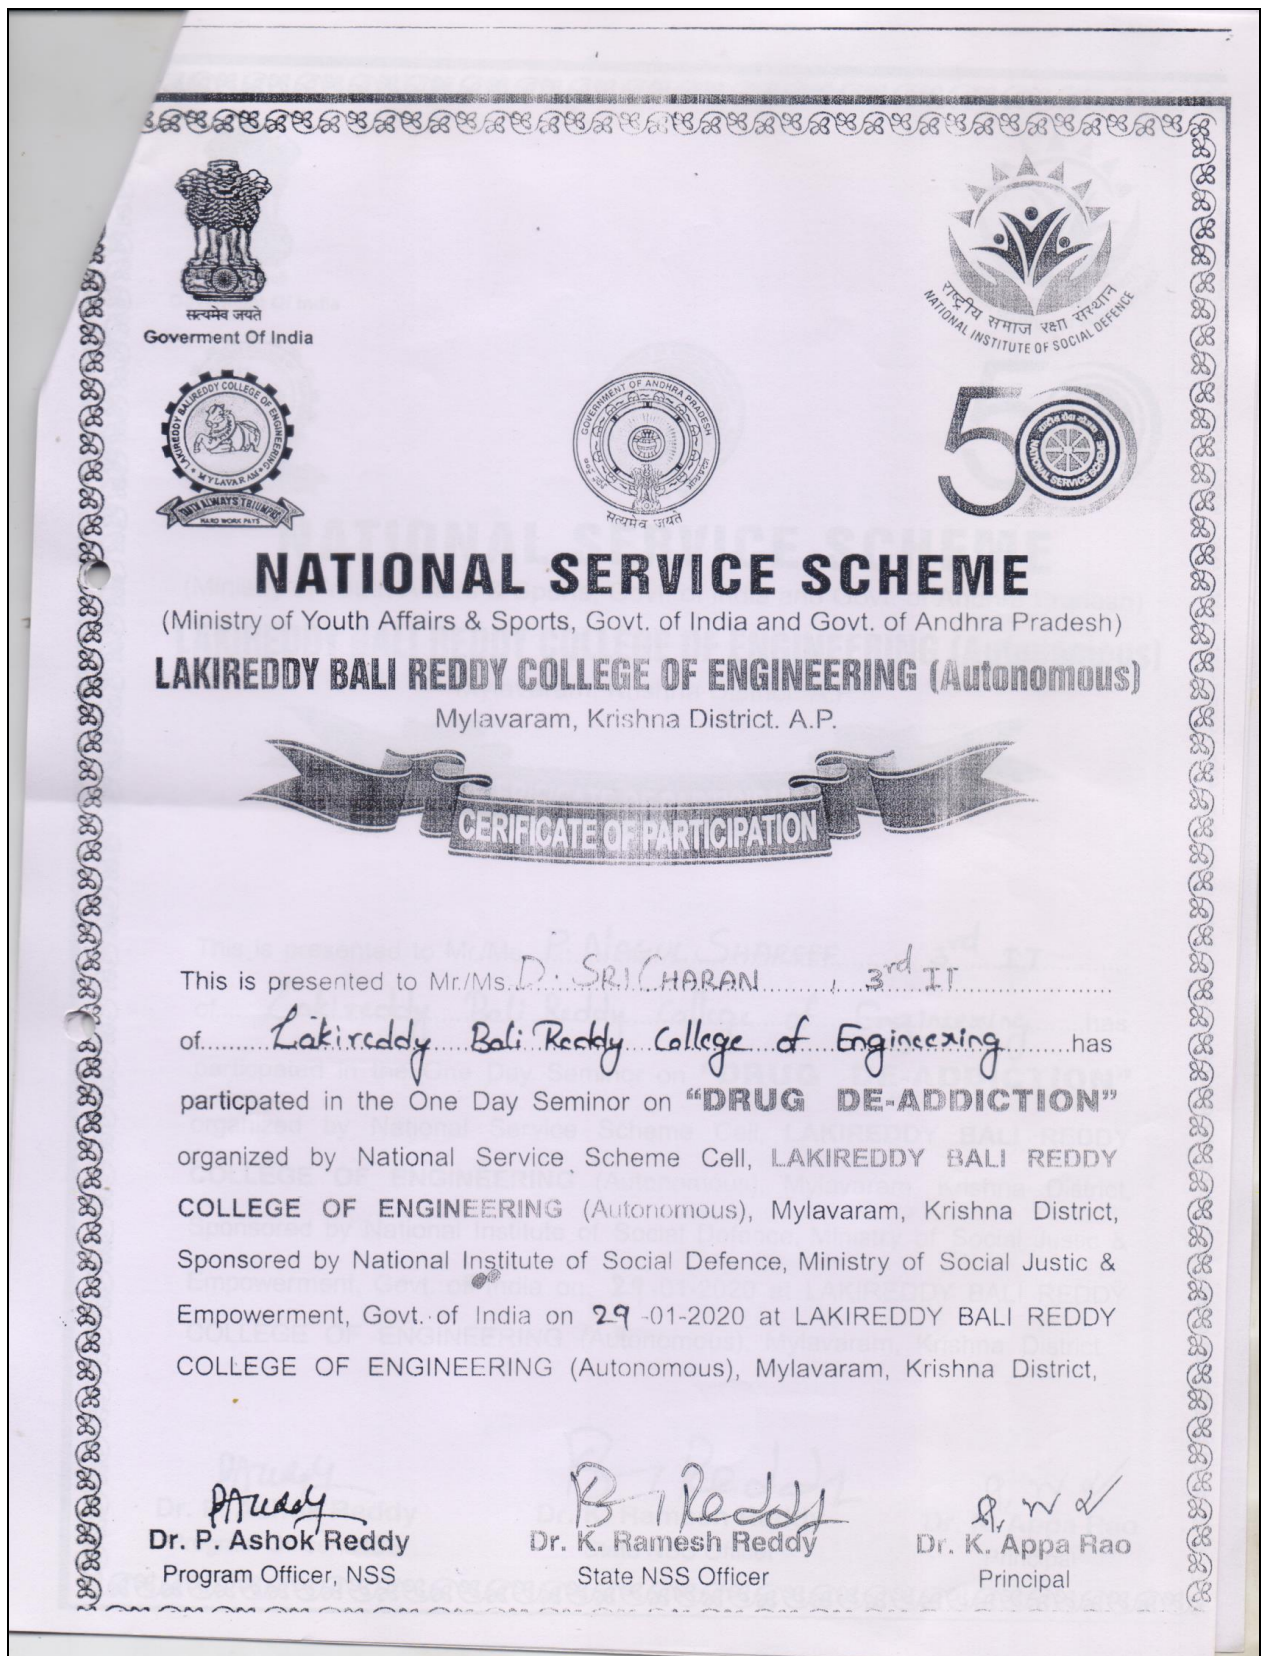 सत्यमेव जयते
Goverment Of India
राष्ट्रीय समाज रक्षा संस्थान
NATIONAL INSTITUTE OF SOCIAL DEFENCE
LAKIREDDY BALIREDDY COLLEGE OF ENGINEERING
MYLAVARAM
ALWAYS TRIUMPHS
HARD WORK PAYS
GOVERNMENT OF ANDHRA PRADESH
सत्यमेव जयते
50
NATIONAL SERVICE SCHEME
NATIONAL SERVICE SCHEME
(Ministry of Youth Affairs & Sports, Govt. of India and Govt. of Andhra Pradesh)
LAKIREDDY BALI REDDY COLLEGE OF ENGINEERING (Autonomous)
Mylavaram, Krishna District. A.P.
CERIFICATE OF PARTICIPATION
This is presented to Mr./Ms. D. SRI CHARAN, 3rd IT
of Lakireddy Bali Reddy College of Engineering has
particpated in the One Day Seminor on “DRUG DE-ADDICTION”
organized by National Service Scheme Cell, LAKIREDDY BALI REDDY
COLLEGE OF ENGINEERING (Autonomous), Mylavaram, Krishna District,
Sponsored by National Institute of Social Defence, Ministry of Social Justic &
Empowerment, Govt. of India on 29 -01-2020 at LAKIREDDY BALI REDDY
COLLEGE OF ENGINEERING (Autonomous), Mylavaram, Krishna District,
Dr. P. Ashok Reddy
Program Officer, NSS
Dr. K. Ramesh Reddy
State NSS Officer
Dr. K. Appa Rao
Principal